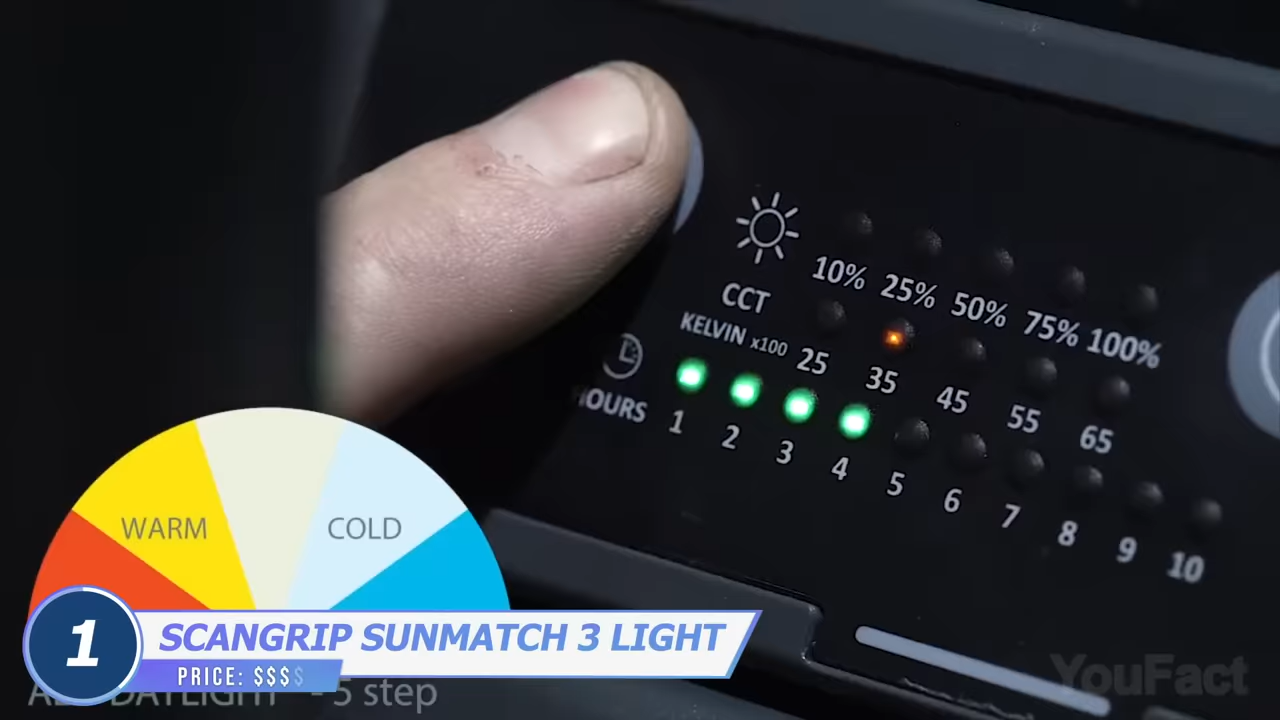 10% 25% 50% 75% 100%
CCT
KELVIN x100 25 35 45 55 65
HOURS 1 2 3 4 5 6 7 8 9 10
WARM COLD
1
SCANGRIP SUNMATCH 3 LIGHT
PRICE: $$$$
DAYLIGHT - 5 step
YouFact